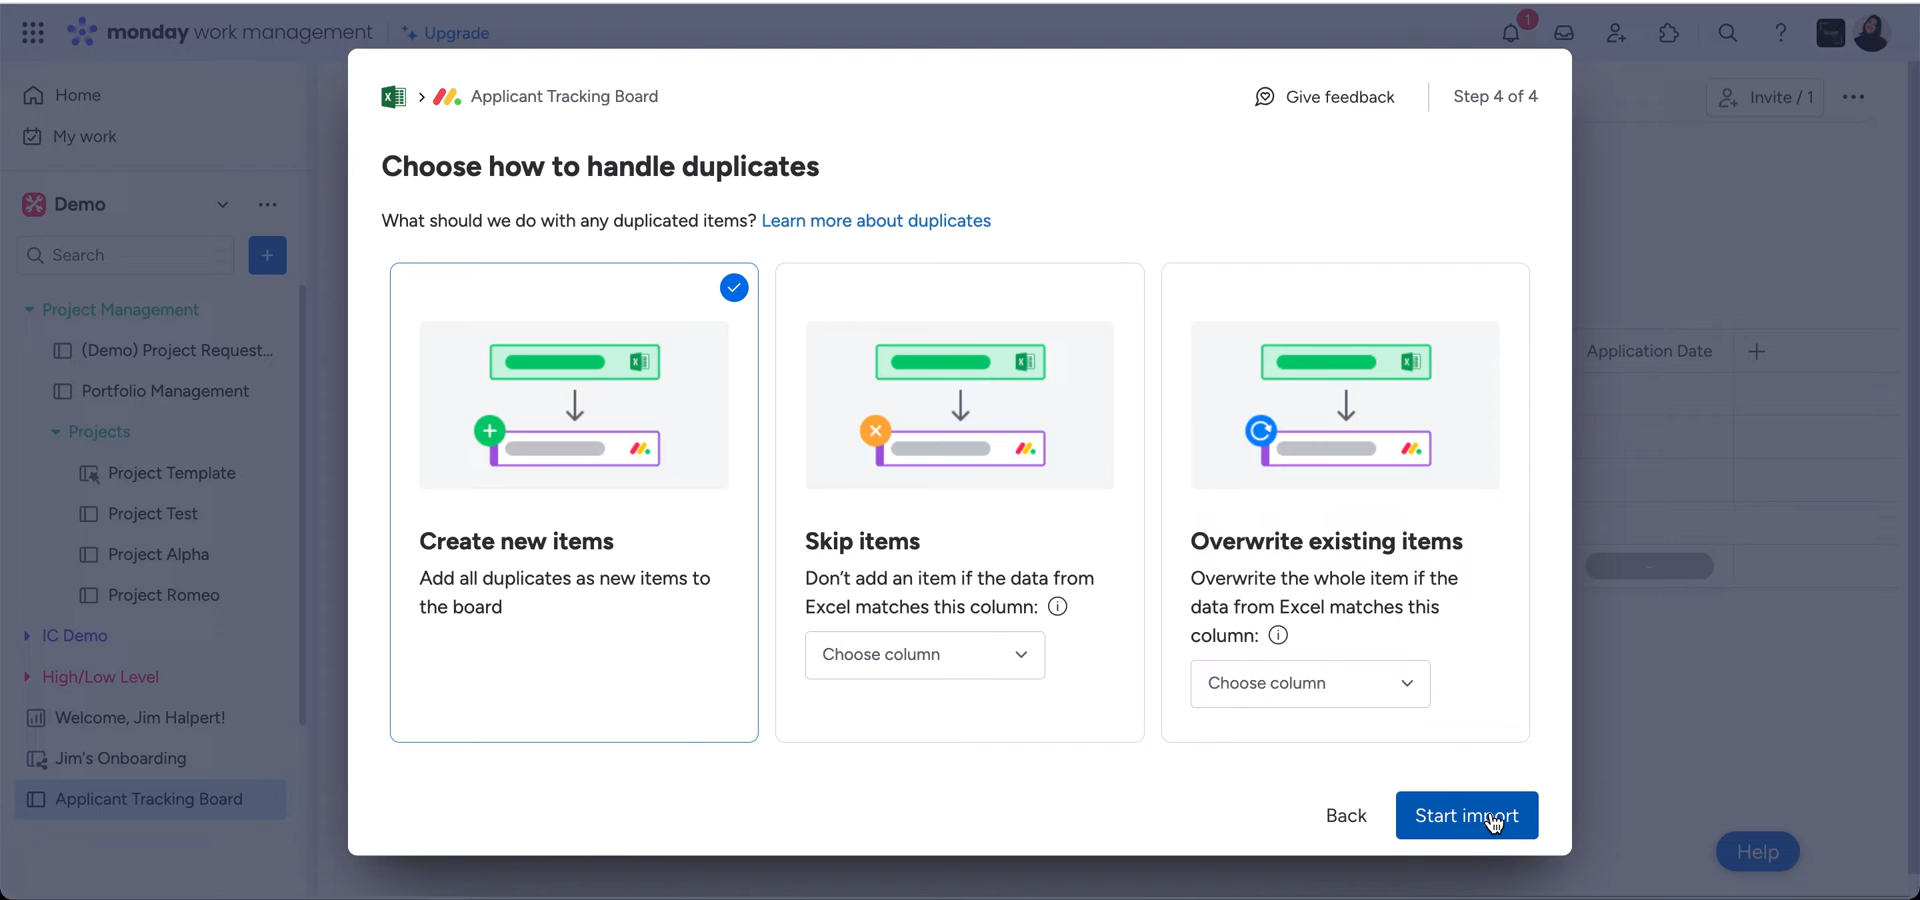 monday work management
Upgrade
1
Home
My work
Demo
Search
Project Management
(Demo) Project Request...
Portfolio Management
Projects
Project Template
Project Test
Project Alpha
Project Romeo
IC Demo
High/Low Level
Welcome, Jim Halpert!
Jim's Onboarding
Applicant Tracking Board
Applicant Tracking Board
Give feedback
Step 4 of 4
Choose how to handle duplicates
What should we do with any duplicated items? Learn more about duplicates
Create new items
Add all duplicates as new items to
the board
Skip items
Don't add an item if the data from
Excel matches this column:
Choose column
Overwrite existing items
Overwrite the whole item if the
data from Excel matches this
column:
Choose column
Back
Start import
Invite / 1
Application Date
Help